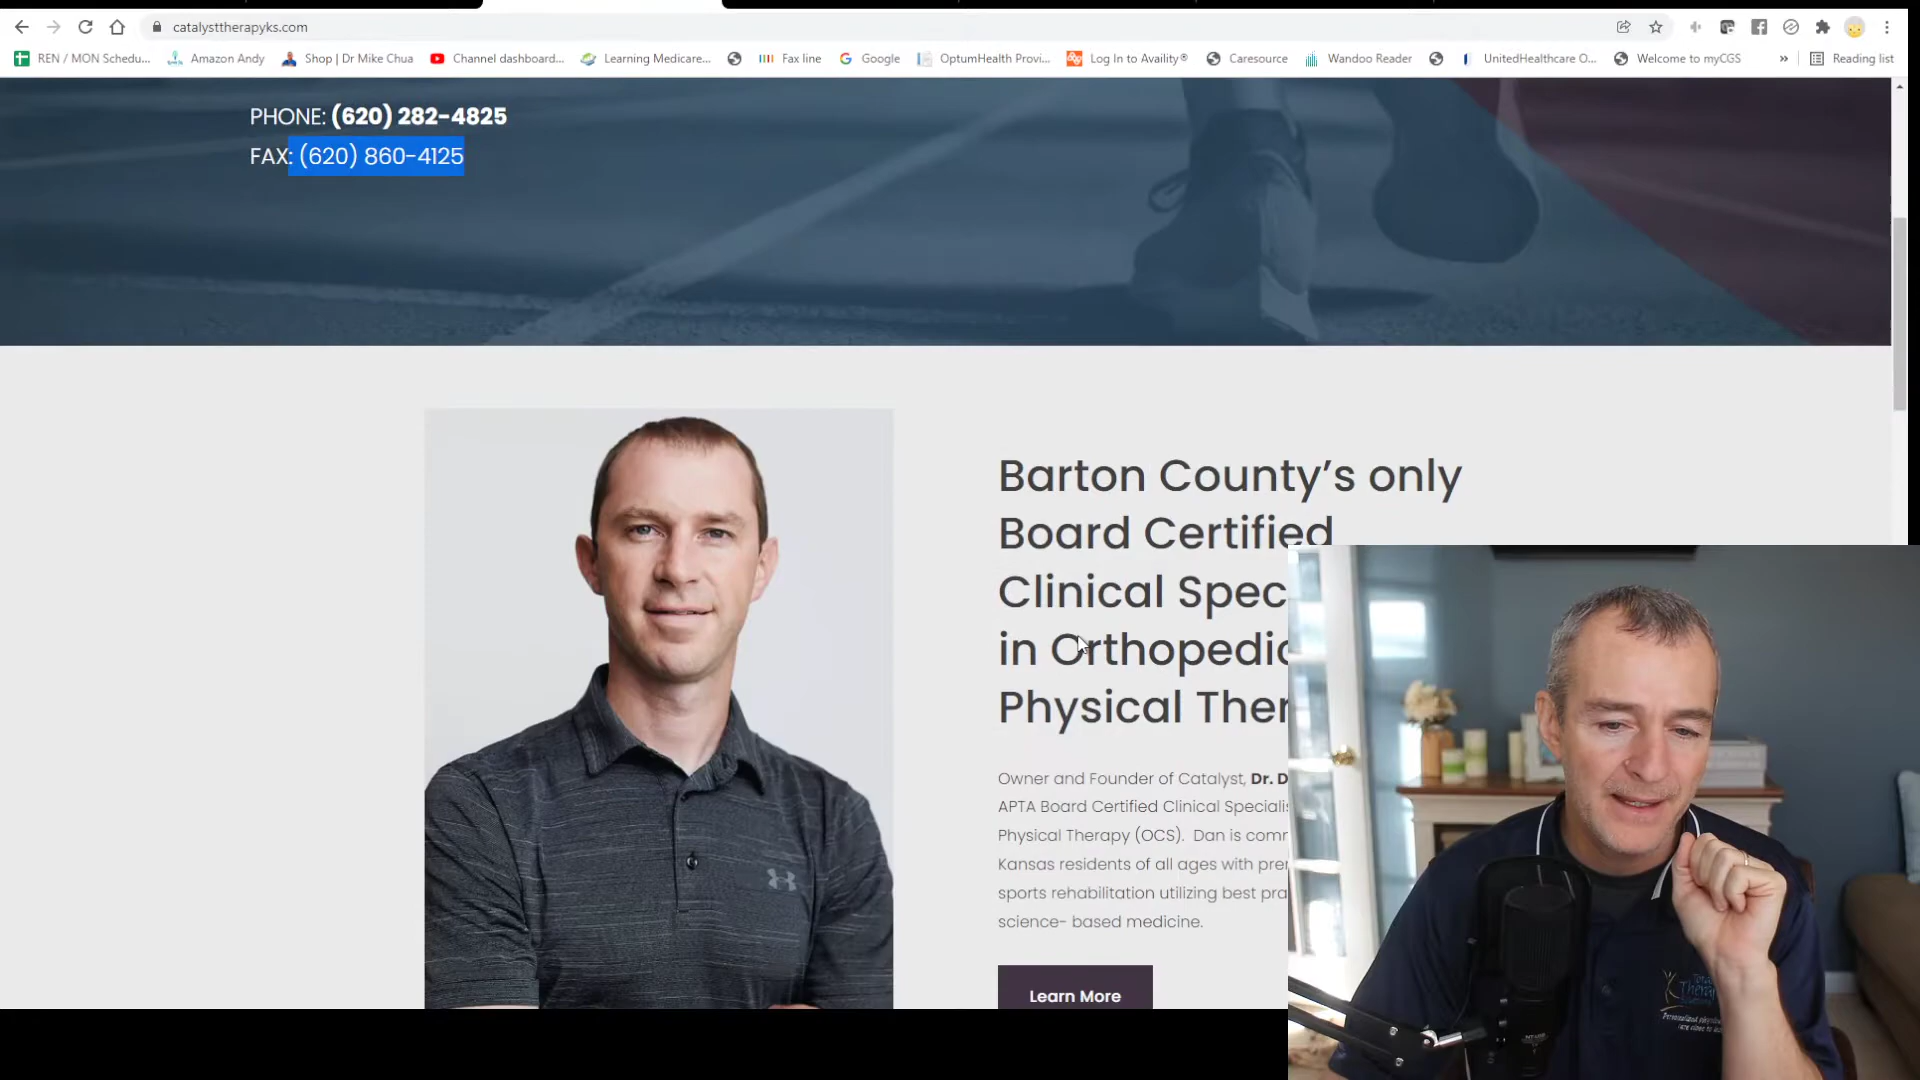 catalysttherapyks.com
REN / MON Schedu...
Amazon Andy
Shop | Dr Mike Chua
Channel dashboard...
Learning Medicare...
Fax line
Google
OptumHealth Provi...
Log In to Availity®
Caresource
Wandoo Reader
UnitedHealthcare O...
Welcome to myCGS
»
Reading list
PHONE: (620) 282-4825
FAX: (620) 860-4125
Barton County's only
Board Certified
Clinical Spec
in Orthopedic
Physical Ther
Owner and Founder of Catalyst, Dr. D
APTA Board Certified Clinical Specialis
Physical Therapy (OCS). Dan is comm
Kansas residents of all ages with pre
sports rehabilitation utilizing best pra
science- based medicine.
Learn More